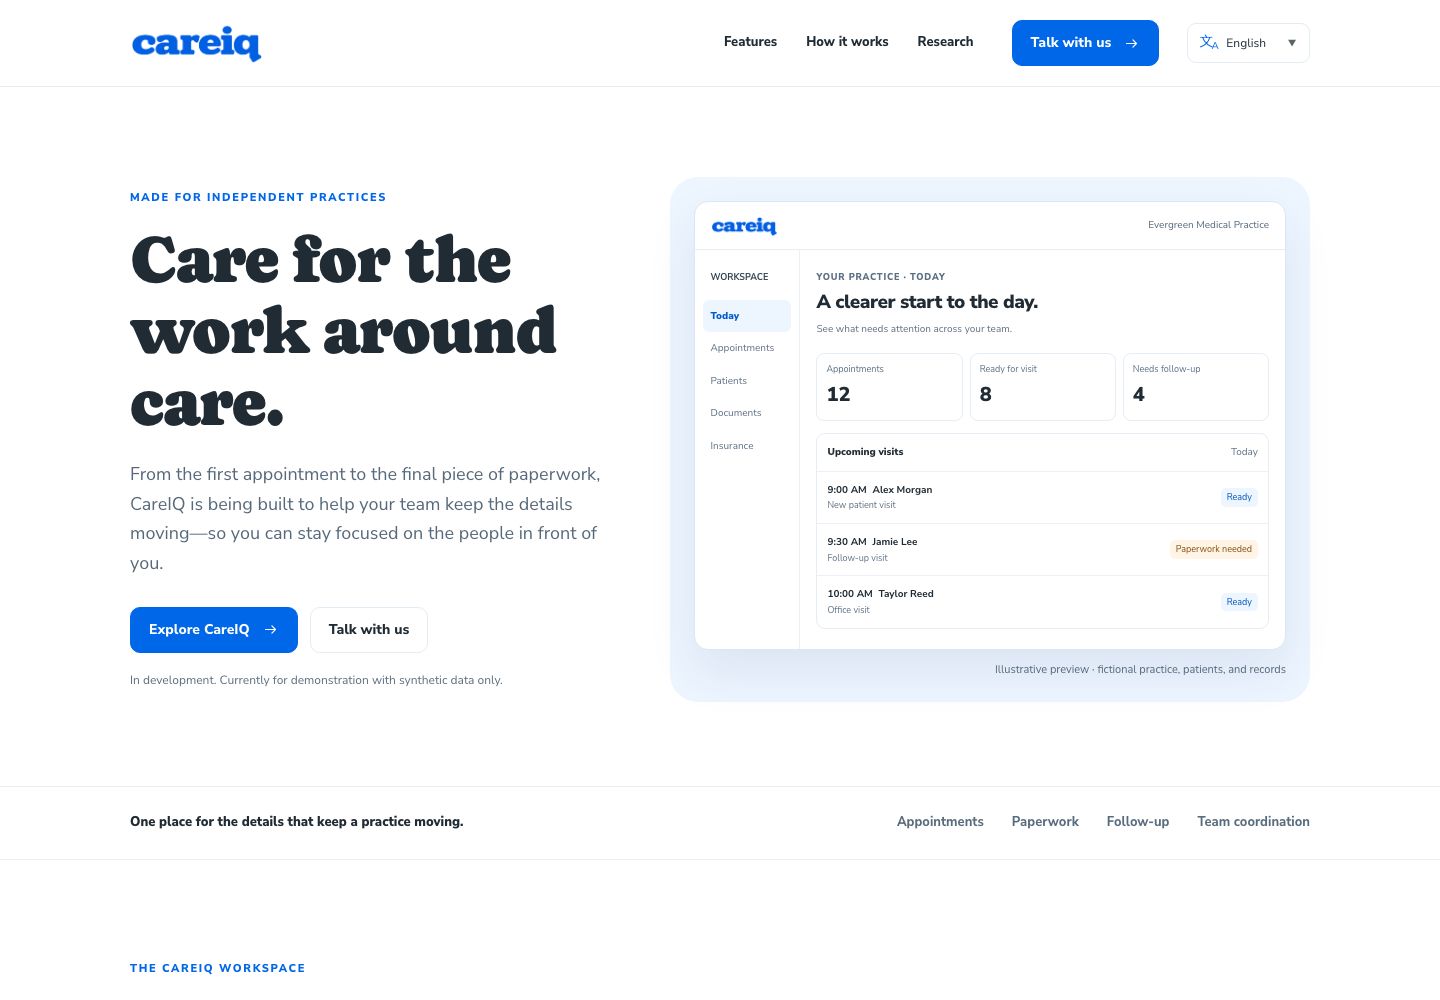 careiq
Features
How it works
Research
Talk with us →
文A English ▼
MADE FOR INDEPENDENT PRACTICES
Care for the
work around
care.
From the first appointment to the final piece of paperwork,
CareIQ is being built to help your team keep the details
moving—so you can stay focused on the people in front of
you.
Explore CareIQ →
Talk with us
In development. Currently for demonstration with synthetic data only.
careiq
Evergreen Medical Practice
WORKSPACE
Today
Appointments
Patients
Documents
Insurance
YOUR PRACTICE · TODAY
A clearer start to the day.
See what needs attention across your team.
Appointments
12
Ready for visit
8
Needs follow-up
4
Upcoming visits
Today
9:00 AM Alex Morgan
New patient visit
Ready
9:30 AM Jamie Lee
Follow-up visit
Paperwork needed
10:00 AM Taylor Reed
Office visit
Ready
Illustrative preview · fictional practice, patients, and records
One place for the details that keep a practice moving.
Appointments
Paperwork
Follow-up
Team coordination
THE CAREIQ WORKSPACE